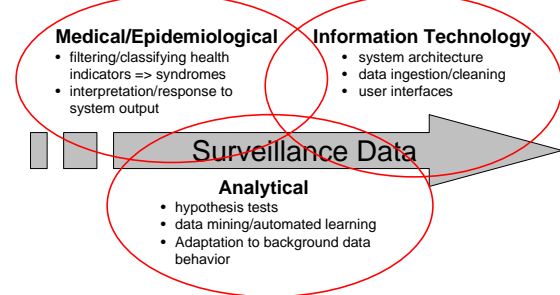 Medical/Epidemiological
• filtering/classifying health
indicators => syndromes
• interpretation/response to
system output
Information Technology
• system architecture
• data ingestion/cleaning
• user interfaces
Surveillance Data
Analytical
• hypothesis tests
• data mining/automated learning
• Adaptation to background data
behavior